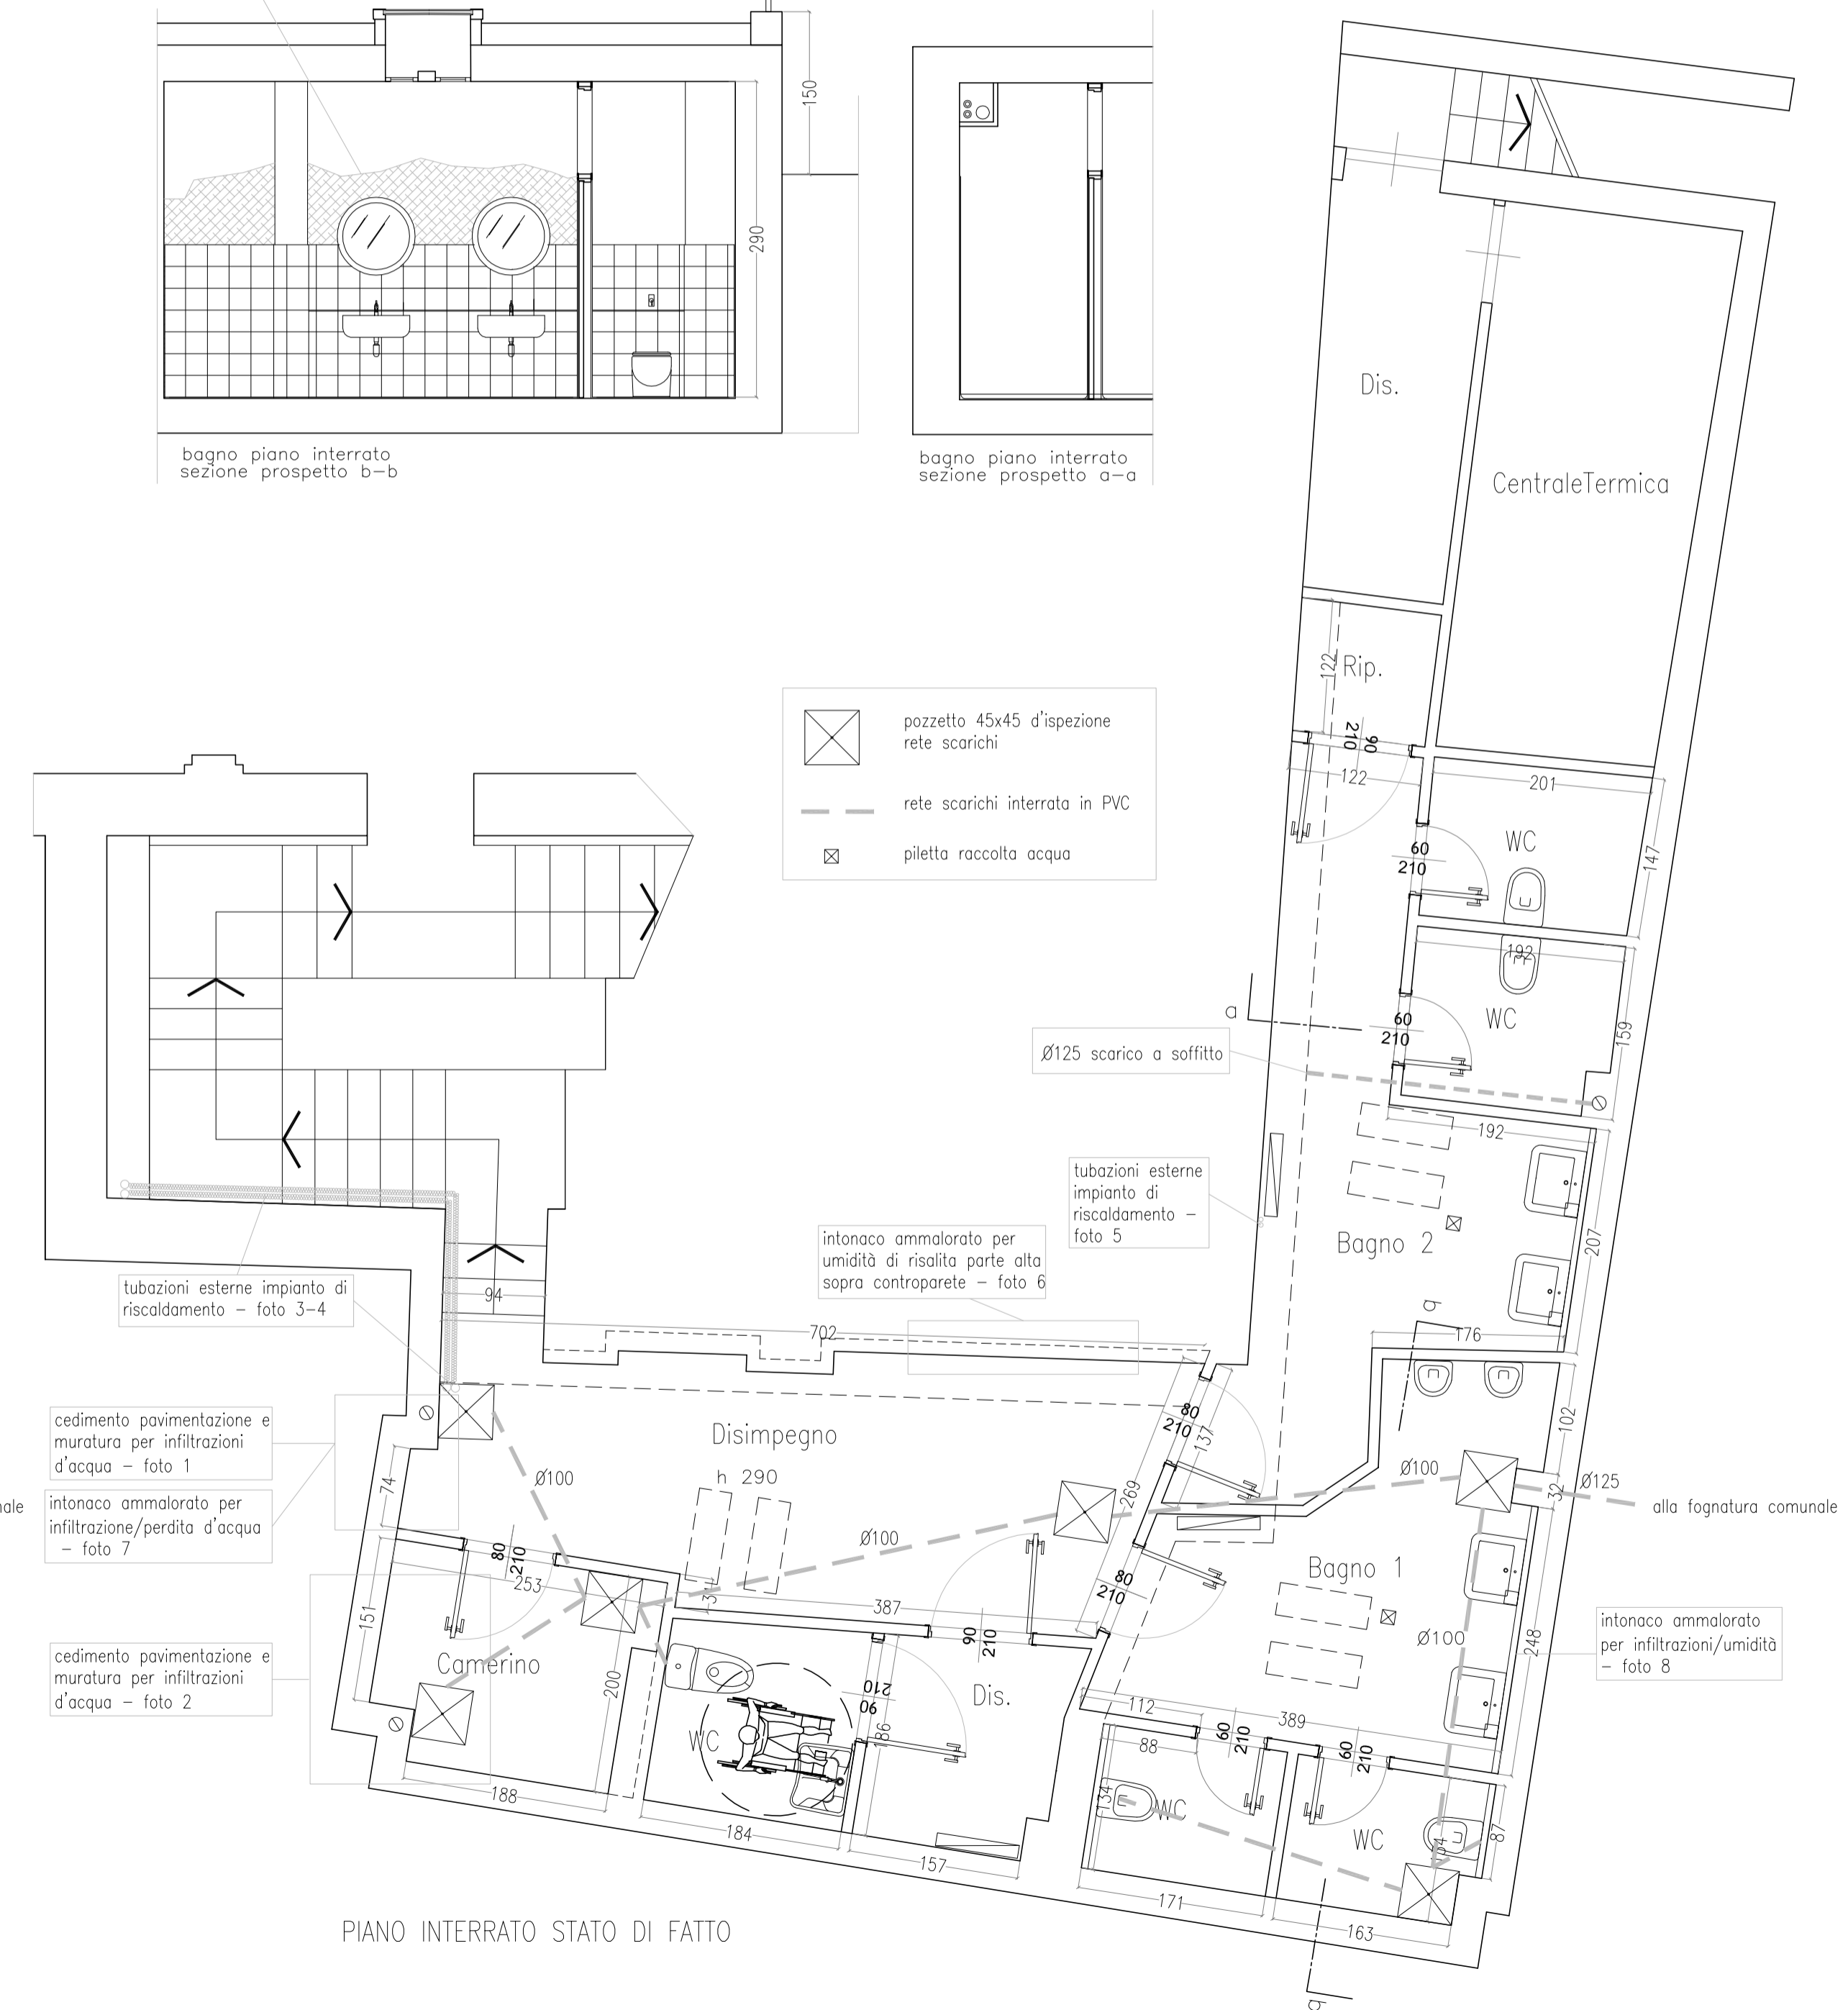 150
290
bagno piano interrato
sezione prospetto b-b
bagno piano interrato
sezione prospetto a-a
Dis.
CentraleTermica
122
Rip.
90
210
122
201
WC
60
210
147
192
WC
60
210
159
a
Ø125 scarico a soffitto
192
pozzetto 45x45 d'ispezione
rete scarichi
rete scarichi interrata in PVC
piletta raccolta acqua
tubazioni esterne
impianto di
riscaldamento -
foto 5
Bagno 2
207
b
176
intonaco ammalorato per
umidità di risalita parte alta
sopra controparete - foto 6
tubazioni esterne impianto di
riscaldamento - foto 3-4
94
702
cedimento pavimentazione e
muratura per infiltrazioni
d'acqua - foto 1
nale
intonaco ammalorato per
infiltrazione/perdita d'acqua
- foto 7
cedimento pavimentazione e
muratura per infiltrazioni
d'acqua - foto 2
74
151
Disimpegno
h 290
Ø100
Ø100
80
210
137
269
102
Ø100
32
Ø125
alla fognatura comunale
80
210
253
31
387
Camerino
200
188
90
210
80
210
Dis.
WC
90
210
186
184
157
Bagno 1
Ø100
248
intonaco ammalorato
per infiltrazioni/umidità
- foto 8
112
389
88
60
210
60
210
134
WC
WC
87
171
163
b
PIANO INTERRATO STATO DI FATTO